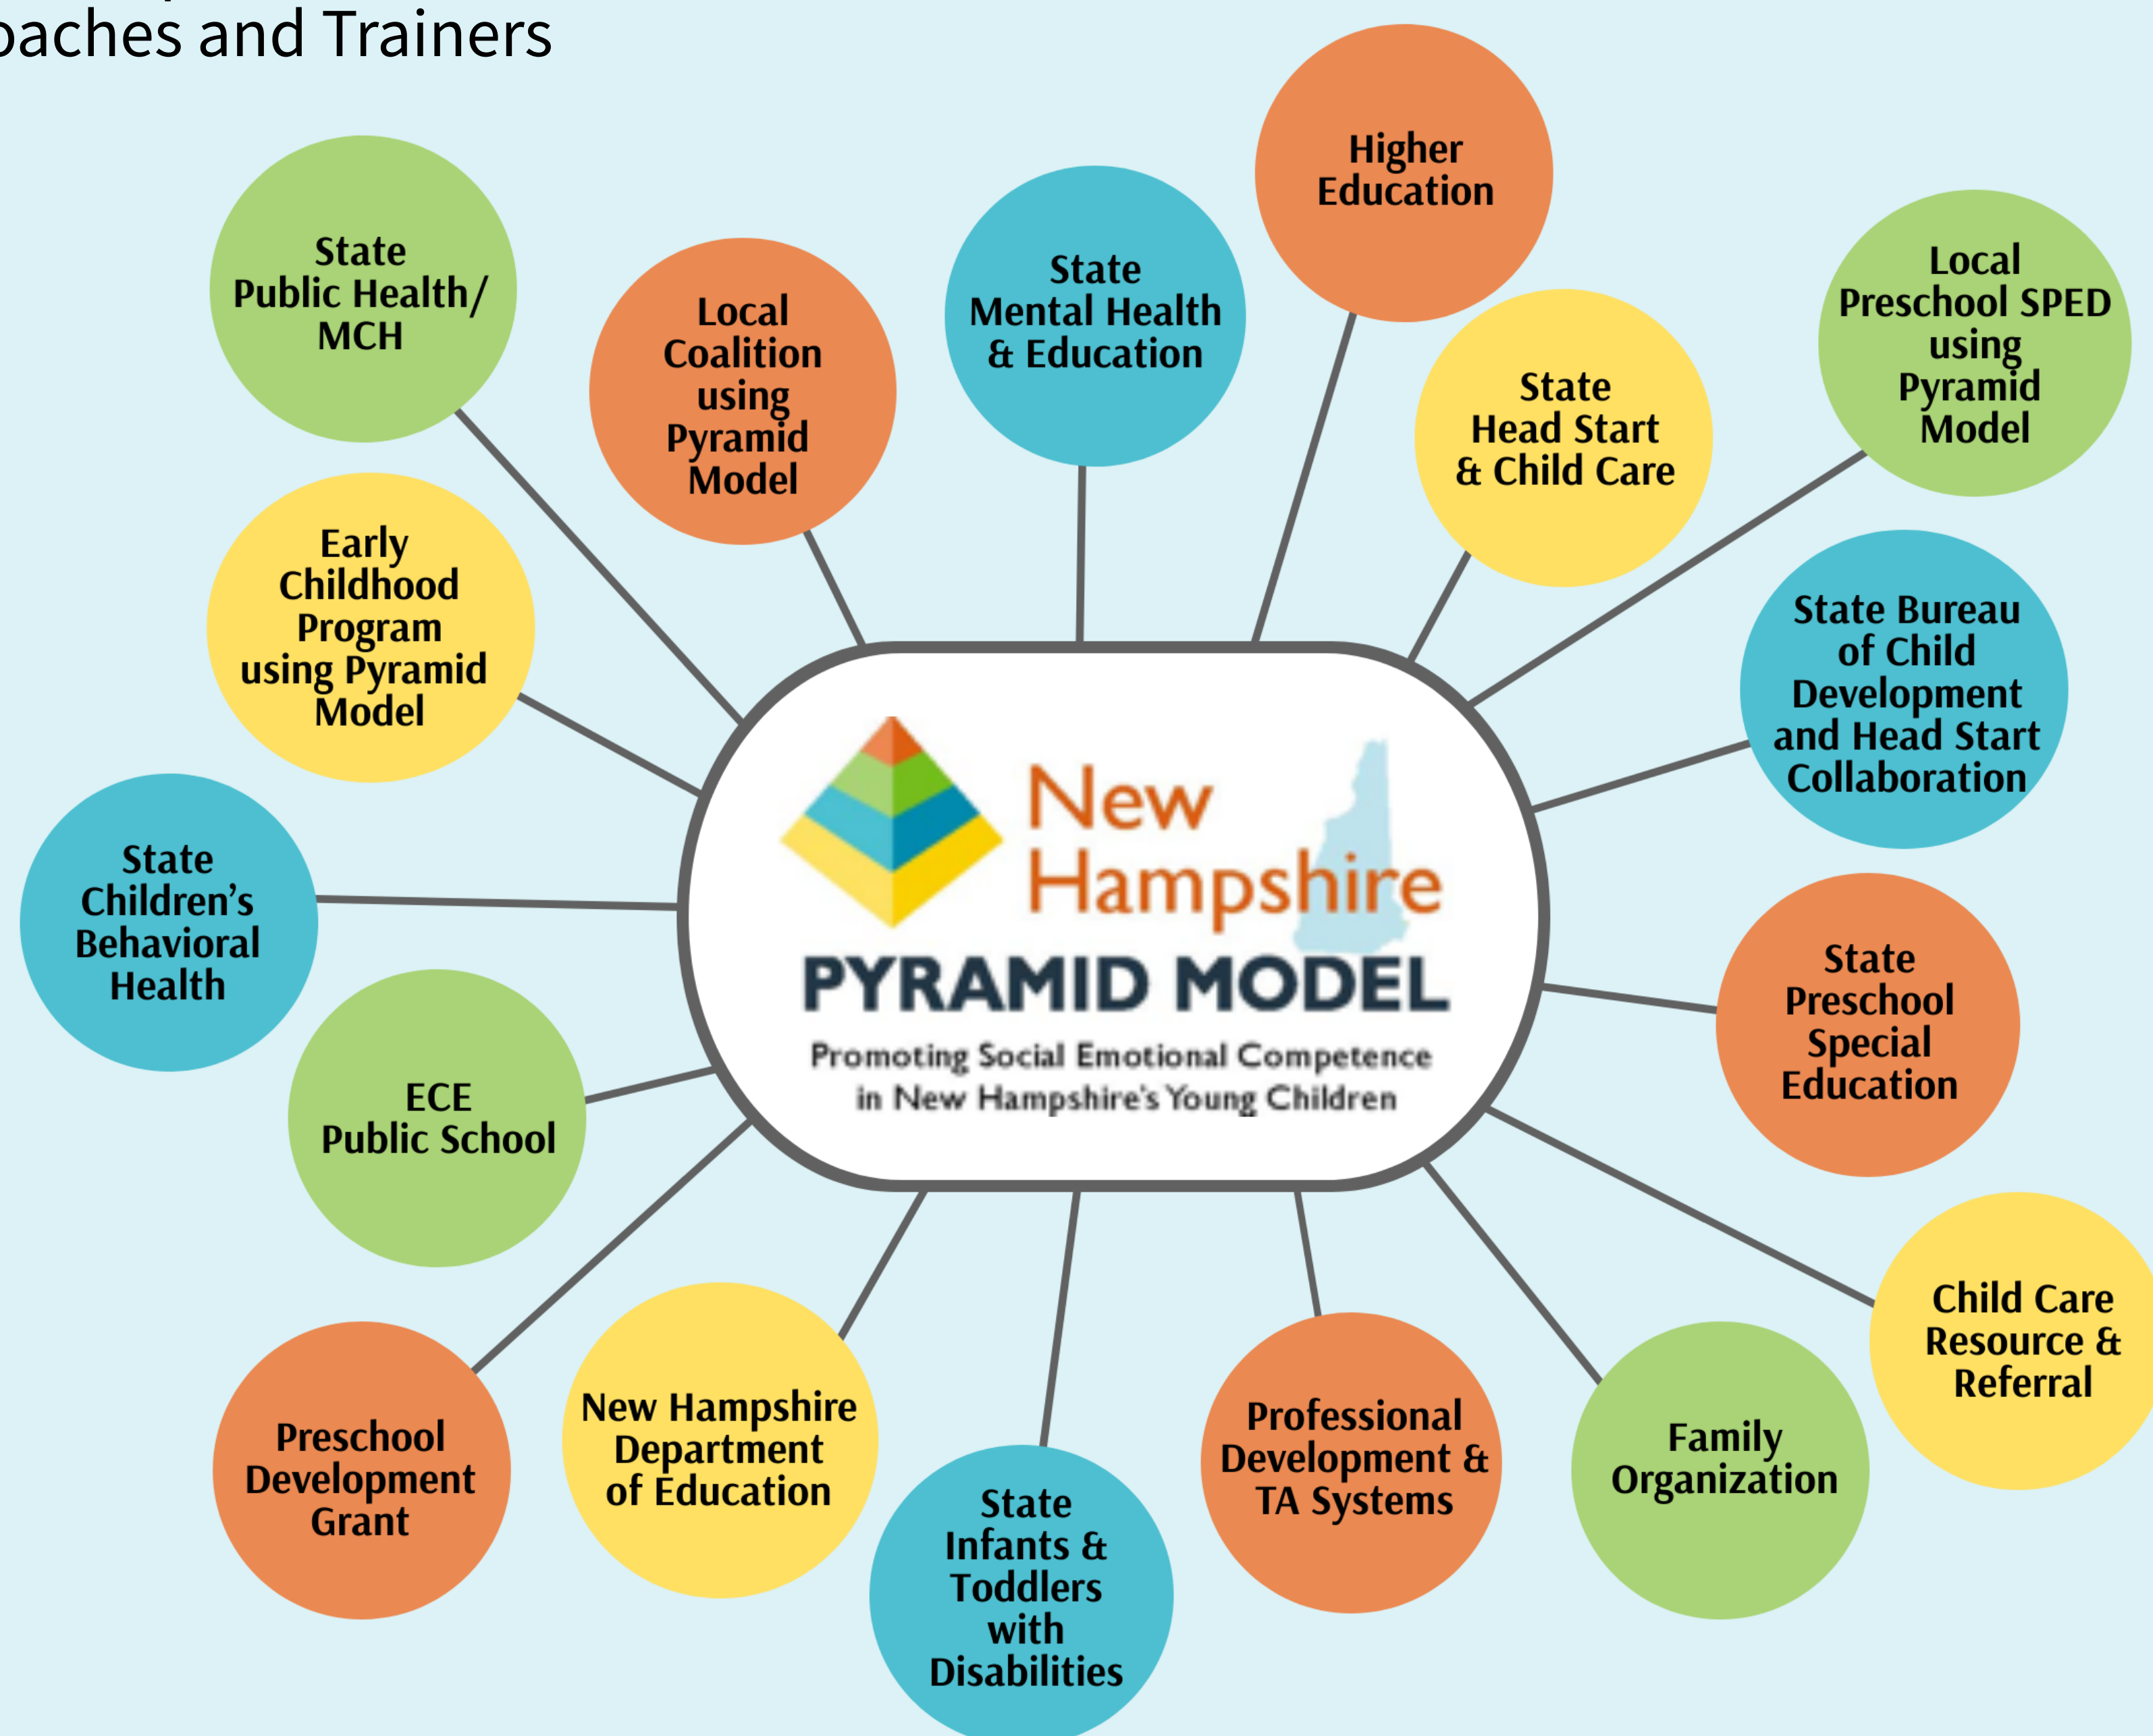 oaches and Trainers
Higher
Education
State
Public Health/
MCH
Local
Coalition
using
Pyramid
Model
State
Mental Health
& Education
State
Head Start
& Child Care
Local
Preschool SPED
using
Pyramid
Model
Early
Childhood
Program
using Pyramid
Model
State Bureau
of Child
Development
and Head Start
Collaboration
State
Children’s
Behavioral
Health
New
Hampshire
PYRAMID MODEL
Promoting Social Emotional Competence
in New Hampshire's Young Children
State
Preschool
Special
Education
ECE
Public School
Child Care
Resource &
Referral
Preschool
Development
Grant
New Hampshire
Department
of Education
State
Infants &
Toddlers
with
Disabilities
Professional
Development &
TA Systems
Family
Organization